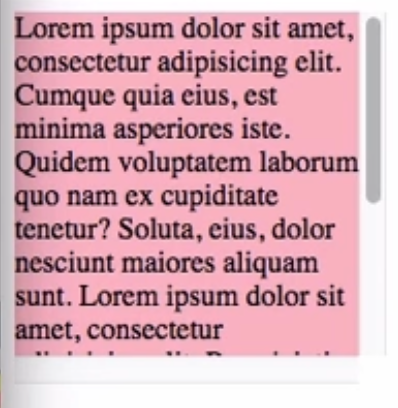 Lorem ipsum dolor sit amet,
consectetur adipisicing elit.
Cumque quia eius, est
minima asperiores iste.
Quidem voluptatem laborum
quo nam ex cupiditate
tenetur? Soluta, eius, dolor
nesciunt maiores aliquam
sunt. Lorem ipsum dolor sit
amet, consectetur